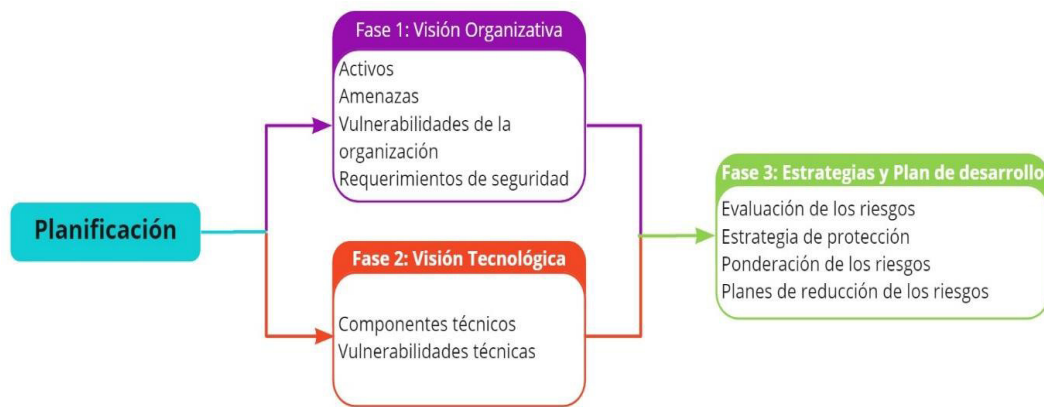 Planificación
Fase 1: Visión Organizativa
Activos
Amenazas
Vulnerabilidades de la
organización
Requerimientos de seguridad
Fase 2: Visión Tecnológica
Componentes técnicos
Vulnerabilidades técnicas
Fase 3: Estrategias y Plan de desarrollo
Evaluación de los riesgos
Estrategia de protección
Ponderación de los riesgos
Planes de reducción de los riesgos